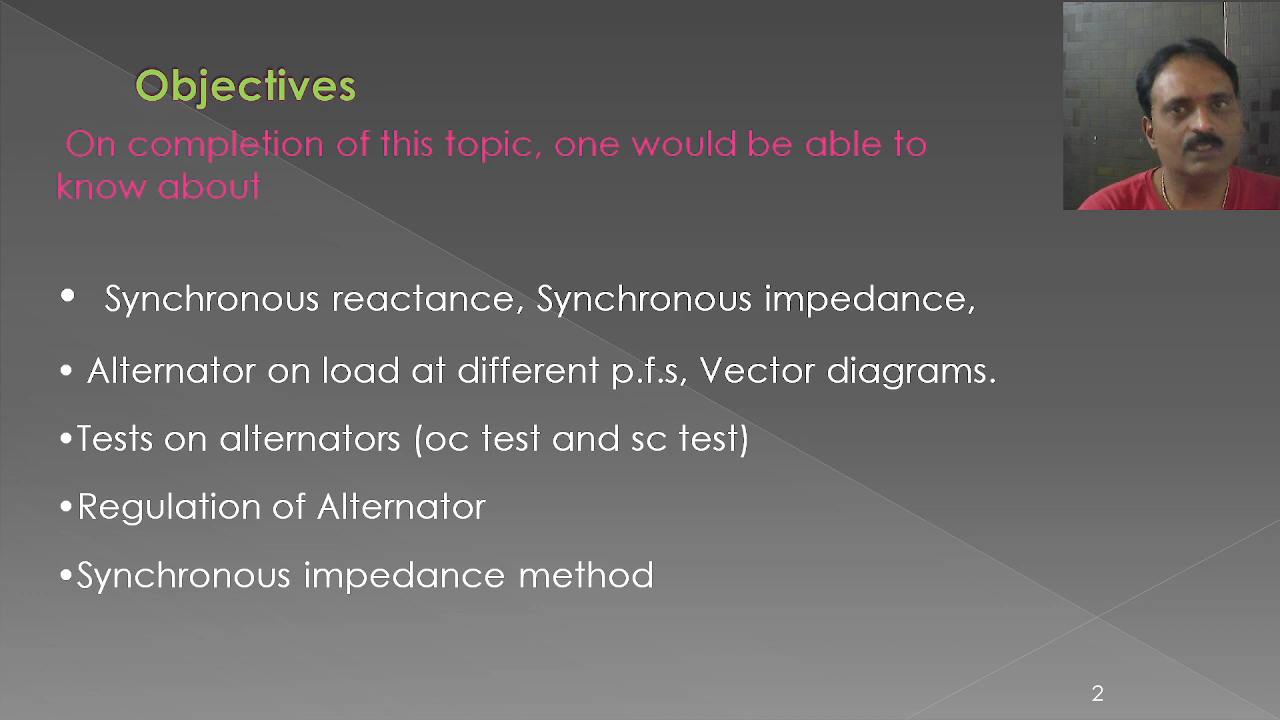 Objectives
On completion of this topic, one would be able to
know about
• Synchronous reactance, Synchronous impedance,
• Alternator on load at different p.f.s, Vector diagrams.
•Tests on alternators (oc test and sc test)
•Regulation of Alternator
•Synchronous impedance method
2